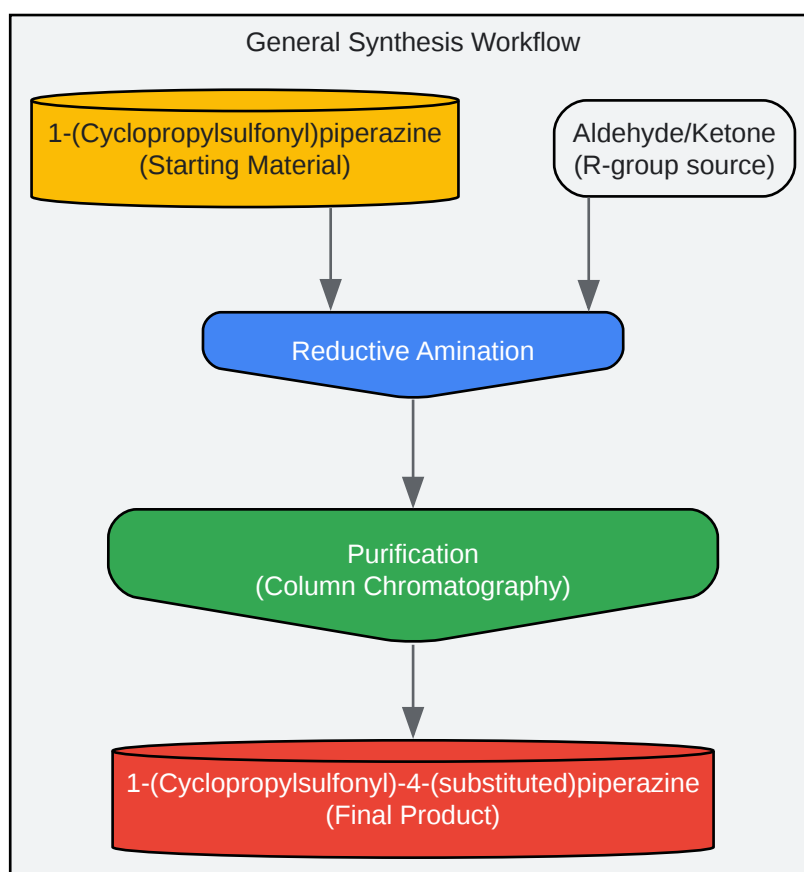 General Synthesis Workflow
1-(Cyclopropylsulfonyl)piperazine
(Starting Material)
Aldehyde/Ketone
(R-group source)
Reductive Amination
Purification
(Column Chromatography)
1-(Cyclopropylsulfonyl)-4-(substituted)piperazine
(Final Product)